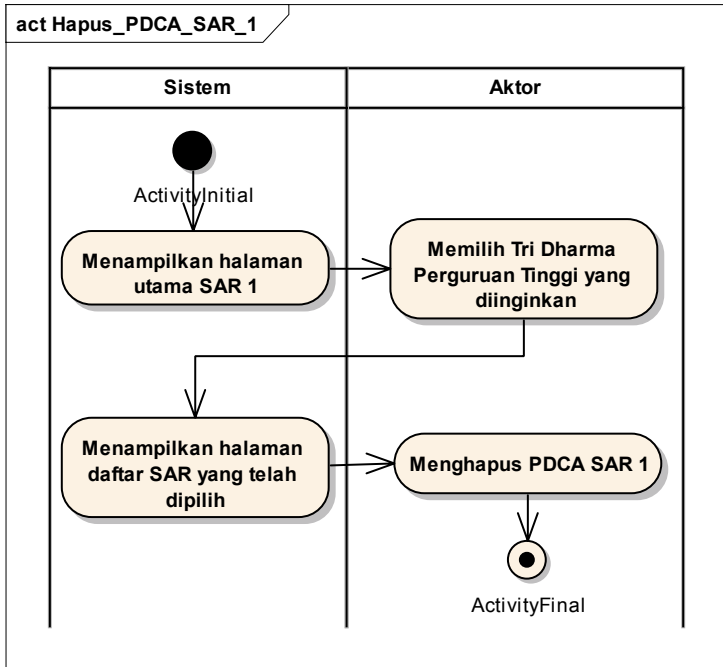 act Hapus_PDCA_SAR_1
Sistem
Aktor
ActivityInitial
Menampilkan halaman
utama SAR 1
Memilih Tri Dharma
Perguruan Tinggi yang
diinginkan
Menampilkan halaman
daftar SAR yang telah
dipilih
Menghapus PDCA SAR 1
ActivityFinal